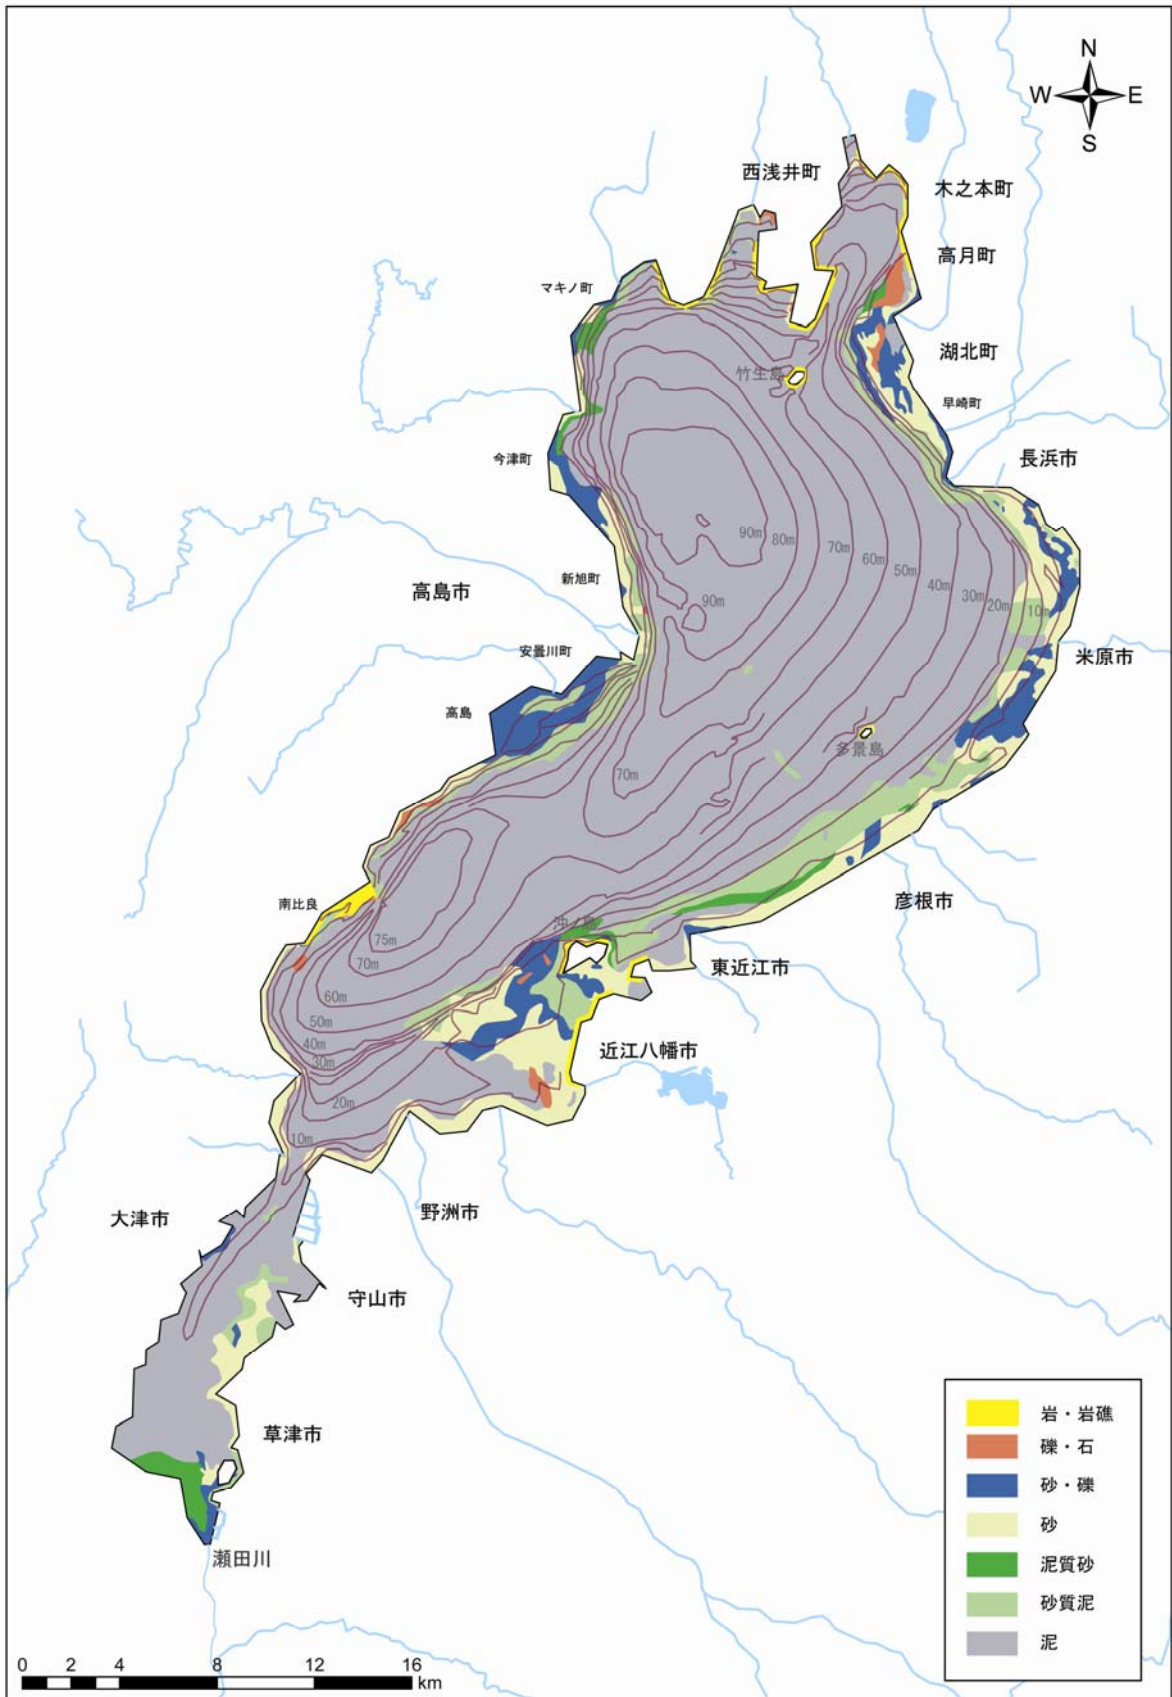 N
W E
S
西浅井町
木之本町
高月町
マキノ町
湖北町
竹生島
早崎町
今津町
長浜市
90m
80m
70m
60m
50m
40m
30m
20m
10m
新旭町
高島市
90m
安曇川町
米原市
高島
多景島
70m
彦根市
南比良
沖ノ島
75m
70m
東近江市
60m
50m
40m
30m
近江八幡市
20m
10m
大津市
野洲市
守山市
草津市
瀬田川
岩・岩礁
礫・石
砂・礫
砂
泥質砂
砂質泥
泥
0 2 4 8 12 16
km